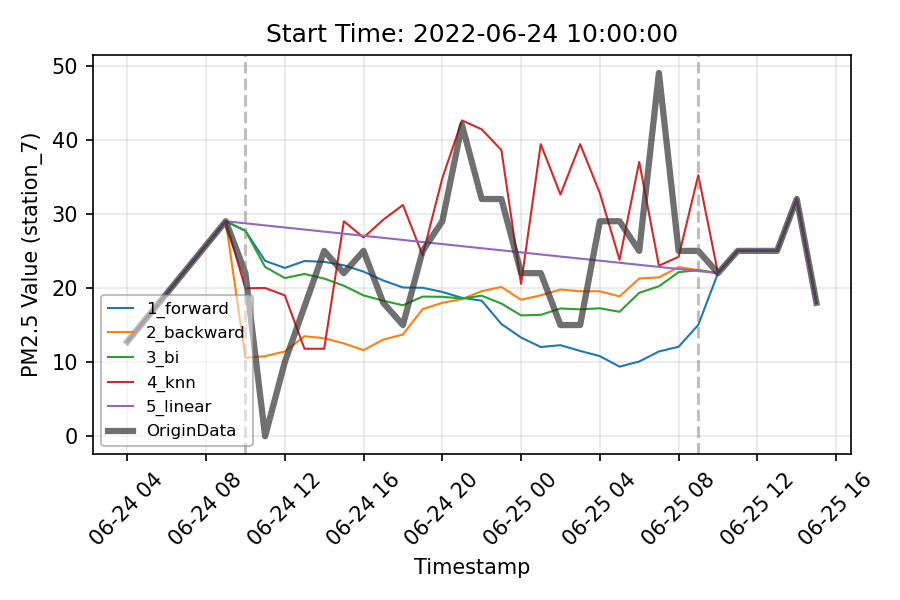 Start Time: 2022-06-24 10:00:00
50
40
30
20
10
0
PM2.5 Value (station_7)
1_forward
2_backward
3_bi
4_knn
5_linear
OriginData
06-24 04
06-24 08
06-24 12
06-24 16
06-24 20
06-25 00
06-25 04
06-25 08
06-25 12
06-25 16
Timestamp